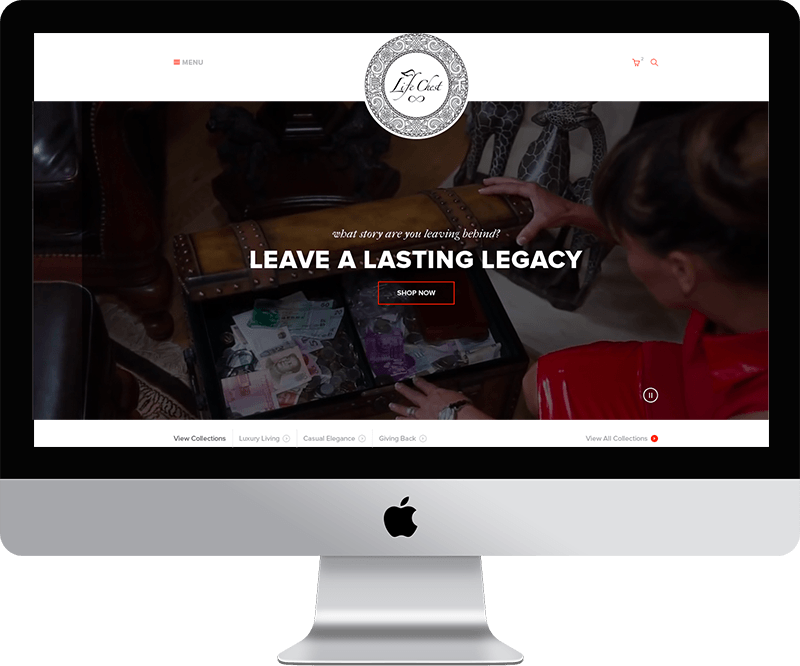 MENU
2
Life Chest
what story are you leaving behind?
LEAVE A LASTING LEGACY
SHOP NOW
View Collections
Luxury Living
Casual Elegance
Giving Back
View All Collections